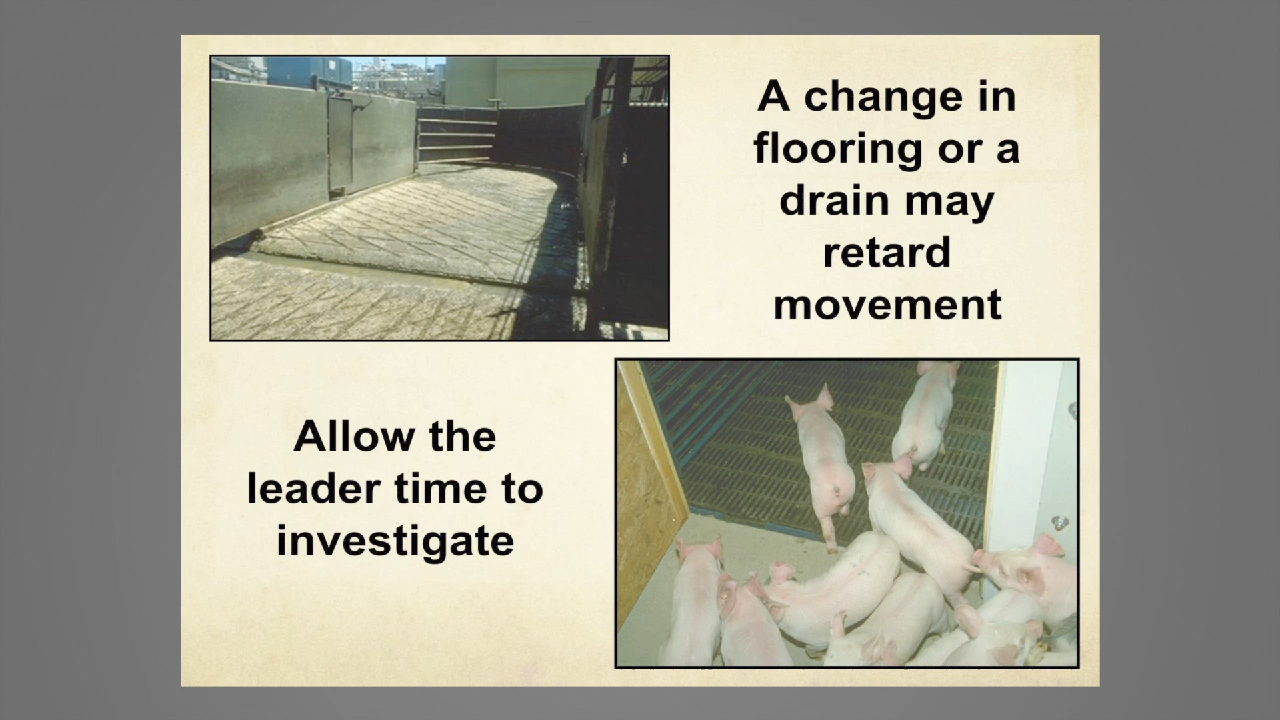 A change in
flooring or a
drain may
retard
movement
Allow the
leader time to
investigate